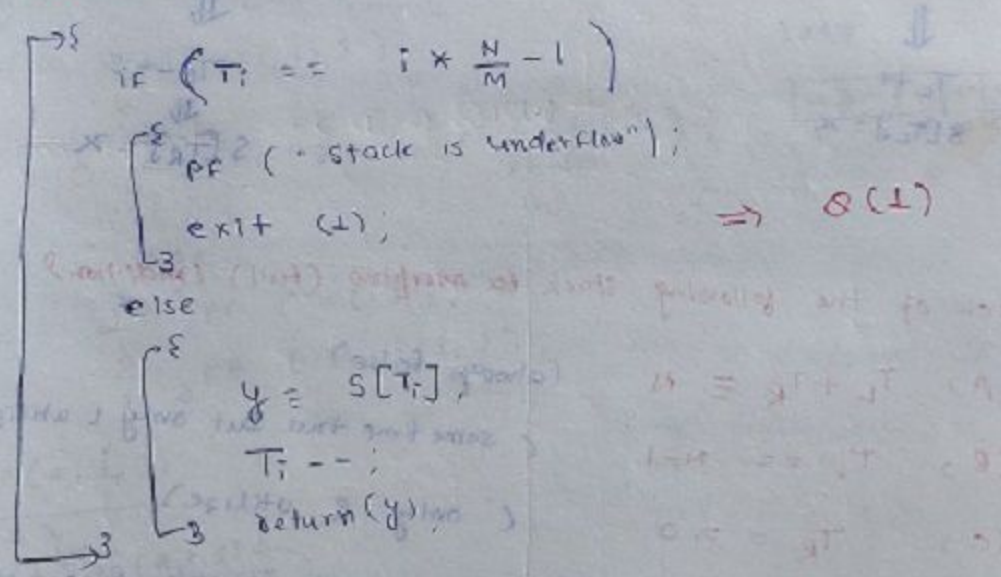 {
if (Ti == i * N/M - 1)
{
pf (" stack is underflow");
exit (1);
}
⇒ θ(1)
else
{
y = S[Ti];
Ti --;
return(y);
}
}